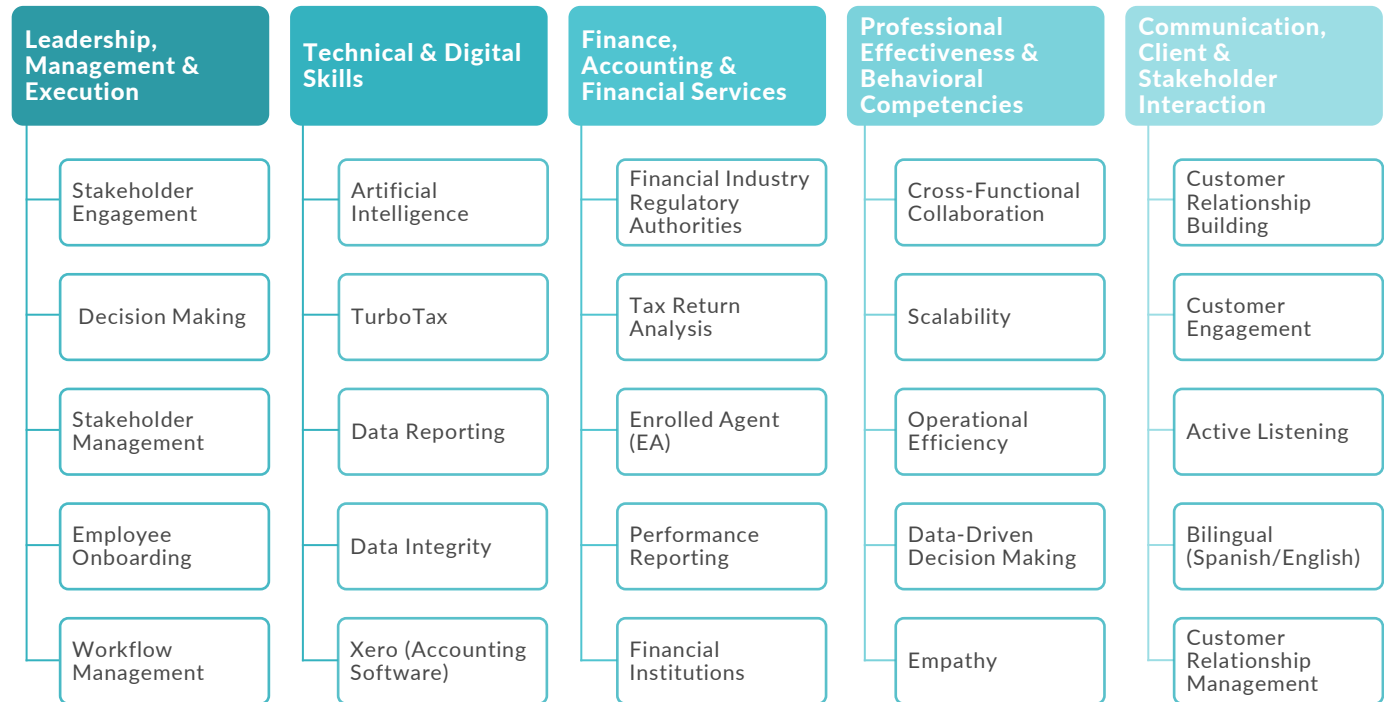 Leadership,
Management &
Execution
Stakeholder
Engagement
Decision Making
Stakeholder
Management
Employee
Onboarding
Workflow
Management
Technical & Digital
Skills
Artificial
Intelligence
TurboTax
Data Reporting
Data Integrity
Xero (Accounting
Software)
Finance,
Accounting &
Financial Services
Financial Industry
Regulatory
Authorities
Tax Return
Analysis
Enrolled Agent
(EA)
Performance
Reporting
Financial
Institutions
Professional
Effectiveness &
Behavioral
Competencies
Cross-Functional
Collaboration
Scalability
Operational
Efficiency
Data-Driven
Decision Making
Empathy
Communication,
Client &
Stakeholder
Interaction
Customer
Relationship
Building
Customer
Engagement
Active Listening
Bilingual
(Spanish/English)
Customer
Relationship
Management